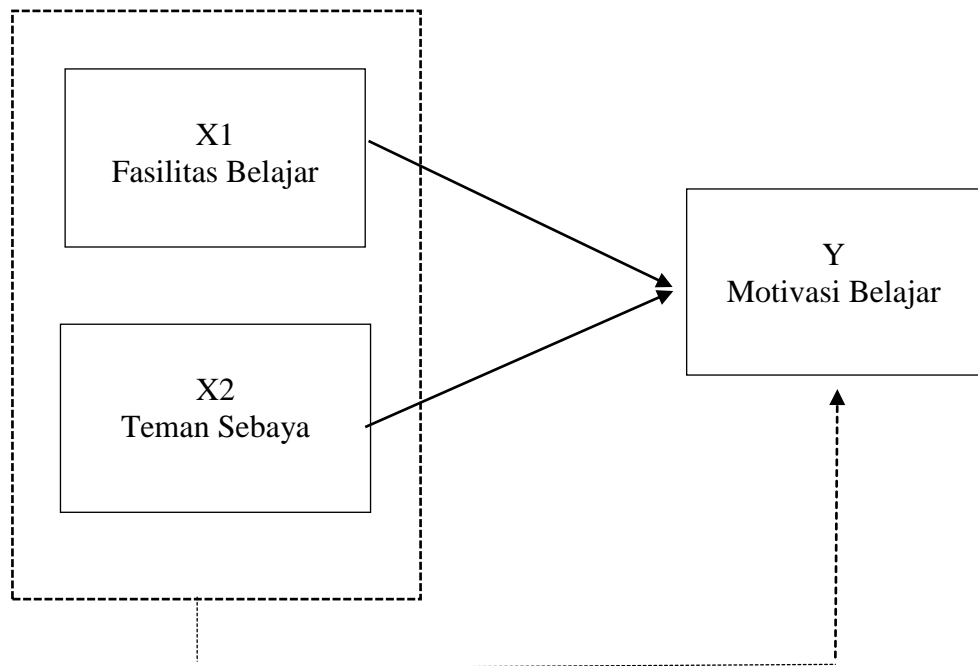 X1
Fasilitas Belajar
X2
Teman Sebaya
Y
Motivasi Belajar